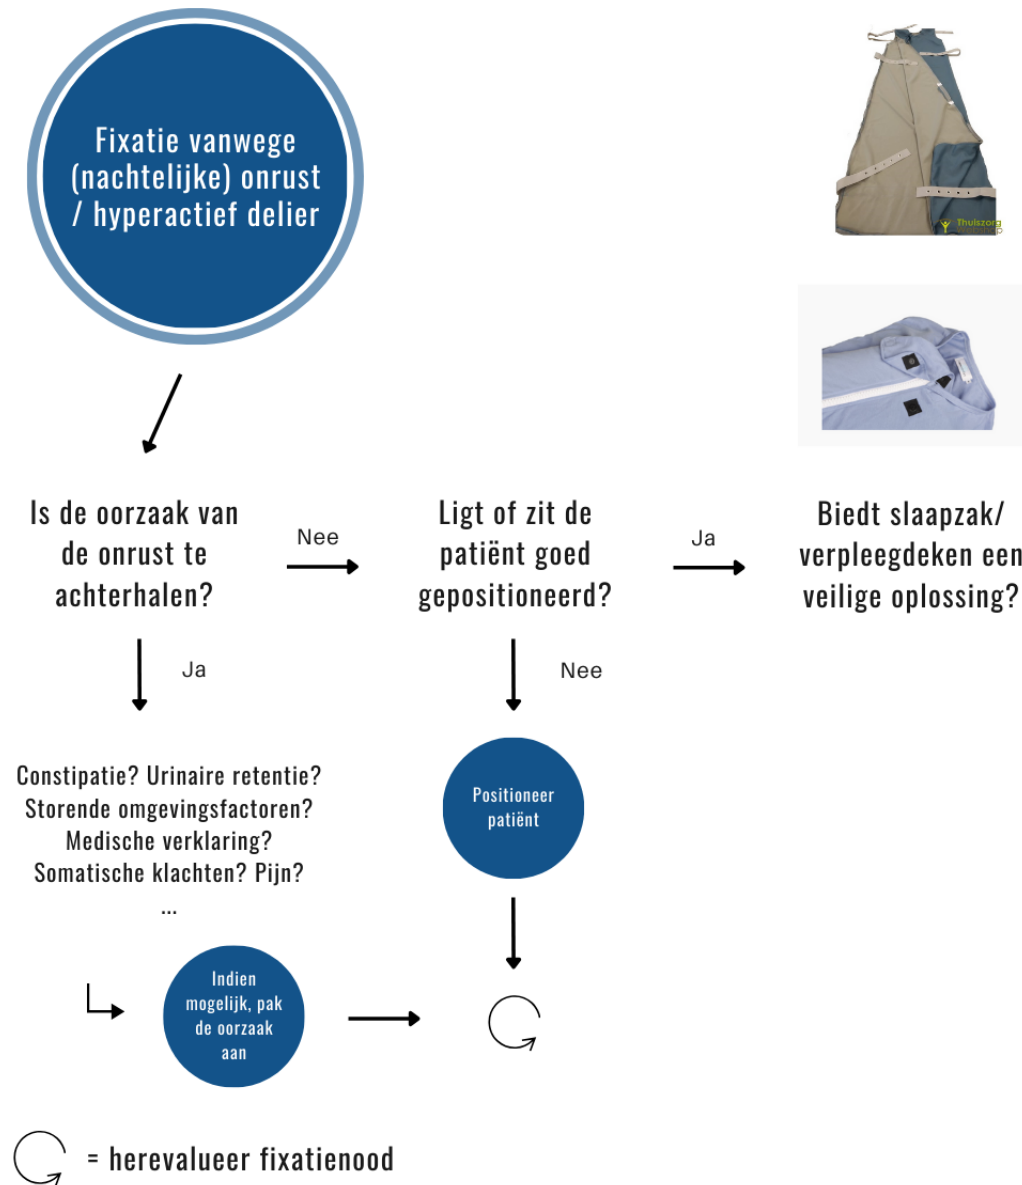 Fixatie vanwege
(nachtelijke) onrust
/ hyperactief delier
Thuiszorg
Is de oorzaak van
de onrust te
achterhalen?
Nee
Ligt of zit de
patiënt goed
gepositioneerd?
Ja
Biedt slaapzak/
verpleegdeken een
veilige oplossing?
Ja
Nee
Constipatie? Urinaire retentie?
Storende omgevingsfactoren?
Medische verklaring?
Somatische klachten? Pijn?
...
Positioneer
patiënt
Indien
mogelijk, pak
de oorzaak
aan
= herevalueer fixatienood